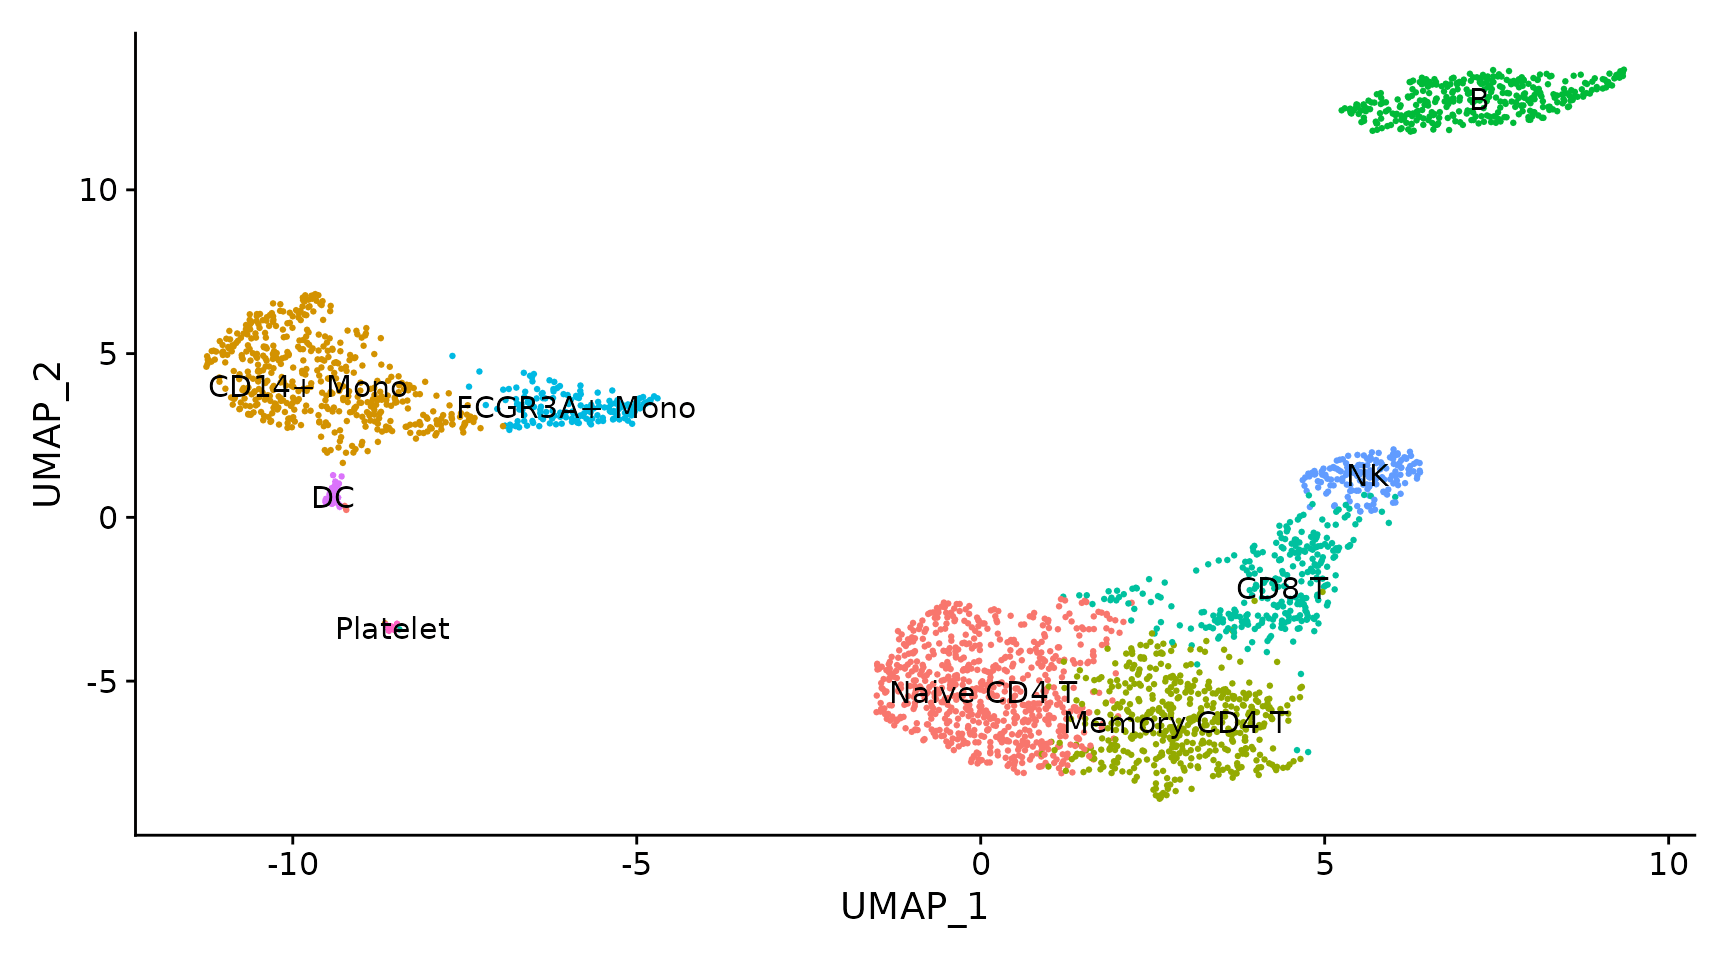 B
10
5
CD14+ Mono
FCGR3A+ Mono
UMAP_2
NK
DC
0
CD8 T
Platelet
-5
Naive CD4 T
Memory CD4 T
-10
-5
0
5
10
UMAP_1